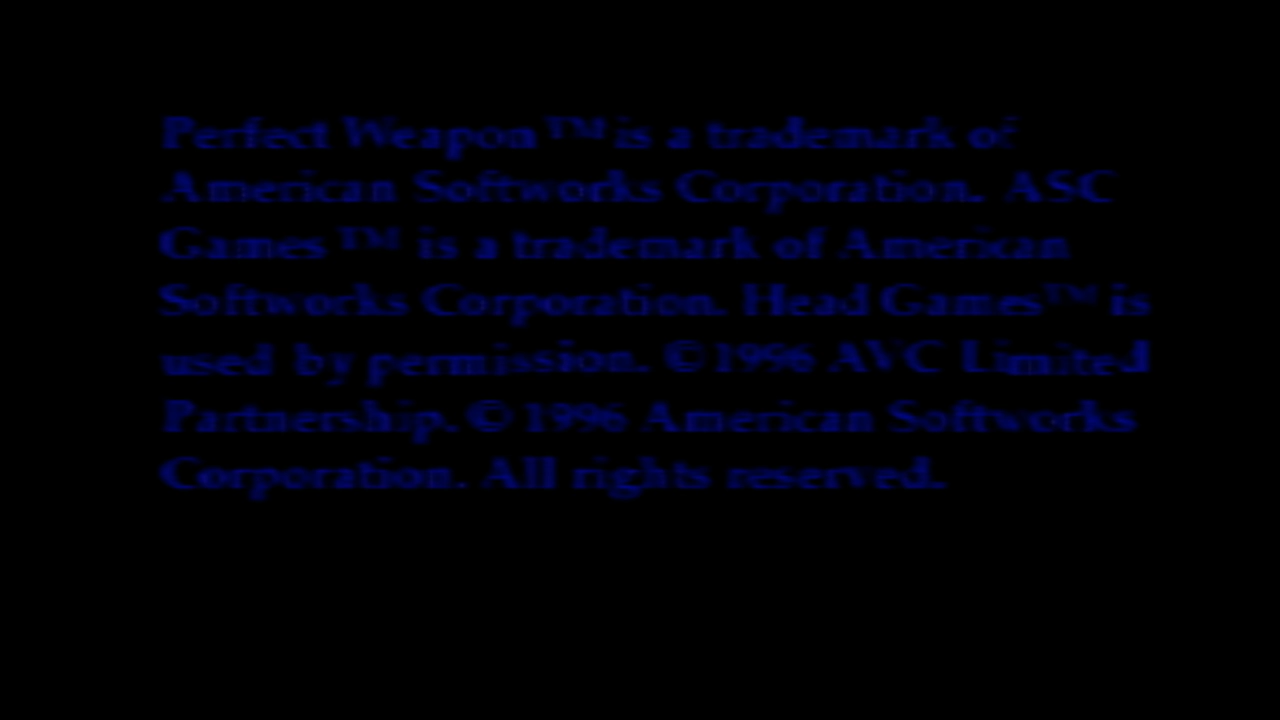 Perfect Weapon™ is a trademark of
American Softworks Corporation. ASC
Games™ is a trademark of American
Softworks Corporation. Head Games™ is
used by permission. © 1996 AVC Limited
Partnership. © 1996 American Softworks
Corporation. All rights reserved.